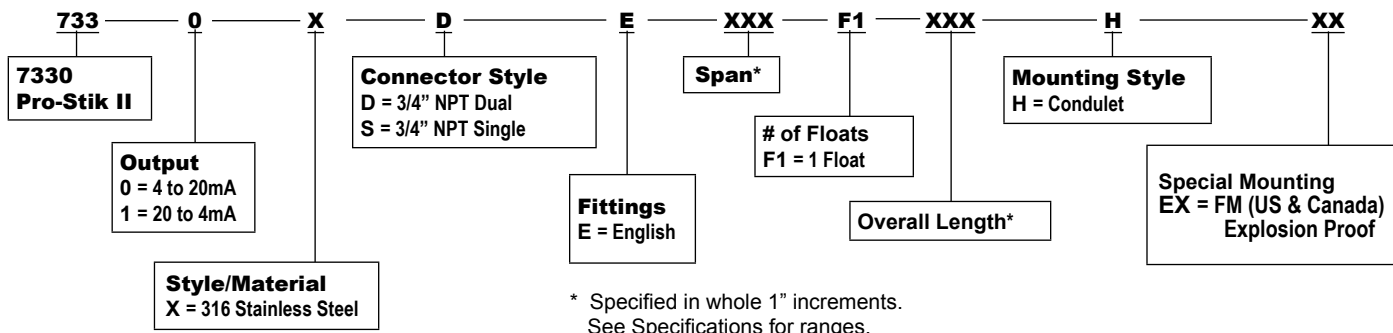 733 0 X D E XXX F1 XXX H XX
7330
Pro-Stik II
Output
0 = 4 to 20mA
1 = 20 to 4mA
Style/Material
X = 316 Stainless Steel
Connector Style
D = 3/4” NPT Dual
S = 3/4” NPT Single
Fittings
E = English
Span*
# of Floats
F1 = 1 Float
Overall Length*
Mounting Style
H = Condulet
Special Mounting
EX = FM (US & Canada)
Explosion Proof
* Specified in whole 1” increments.
See Specifications for ranges.